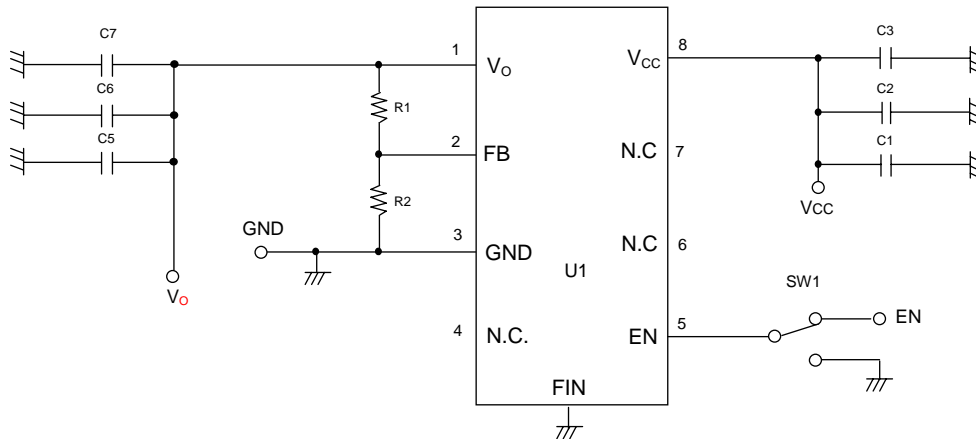 C7
C6
C5
VO
GND
R1
R2
1
2
3
4
VO
FB
GND
N.C.
U1
FIN
VCC
N.C
N.C
EN
8
7
6
5
C3
C2
C1
VCC
SW1
EN